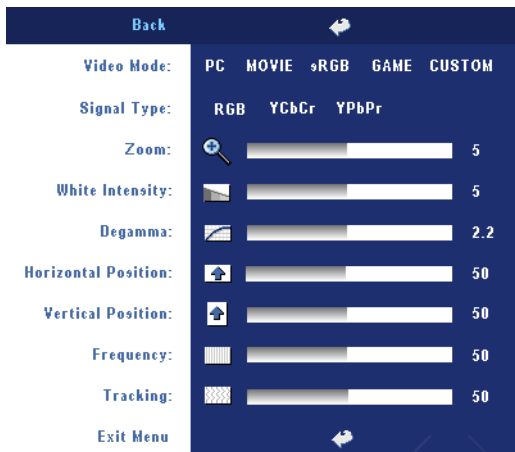 Back
Video Mode: PC MOVIE sRGB GAME CUSTOM
Signal Type: RGB YCbCr YPbPr
Zoom: 5
White Intensity: 5
Degamma: 2.2
Horizontal Position: 50
Vertical Position: 50
Frequency: 50
Tracking: 50
Exit Menu